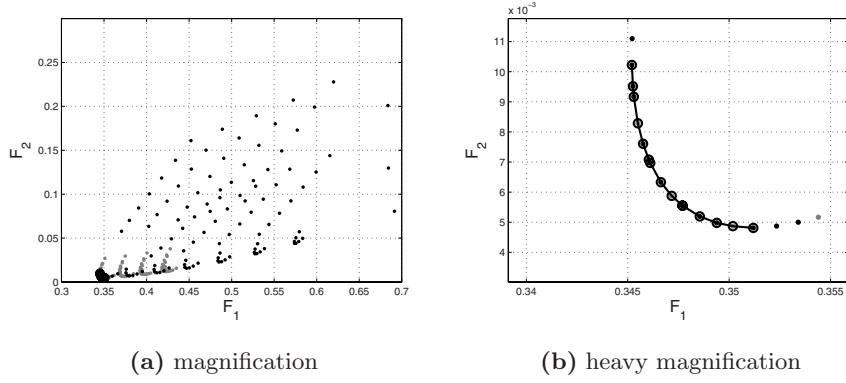 x 10⁻³
0.25
0.2
0.15
0.1
0.05
0
F₂
0.3 0.35 0.4 0.45 0.5 0.55 0.6 0.65 0.7
F₁
11
10
9
8
7
6
5
4
F₂
0.34 0.345 0.35 0.355
F₁
(a) magnification
(b) heavy magnification